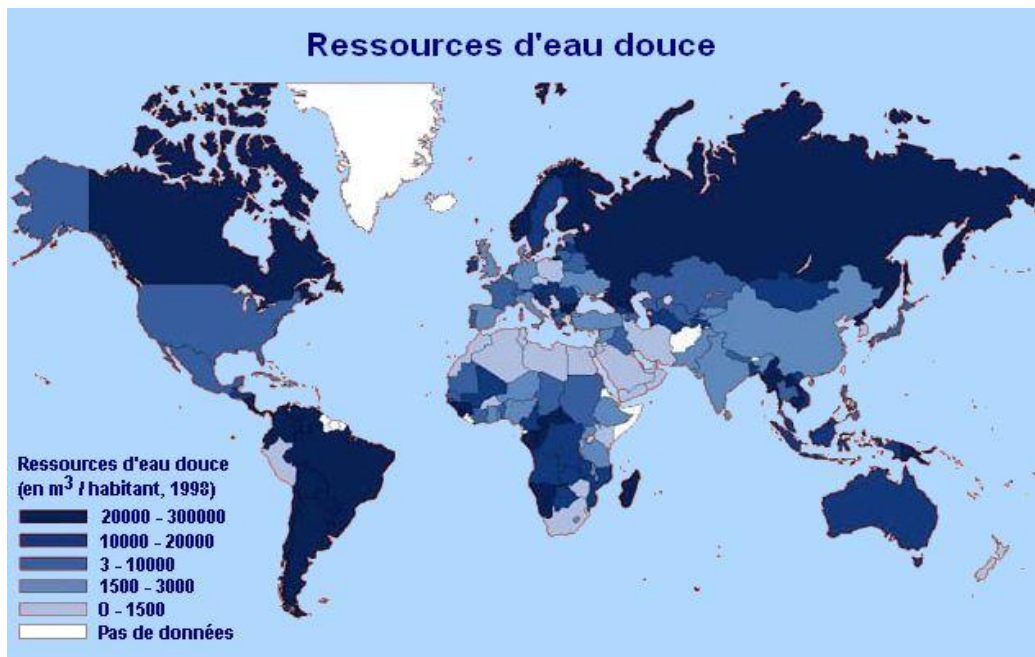 Ressources d'eau douce
Ressources d'eau douce
(en m³ / habitant, 1998)
20000 - 300000
10000 - 20000
3 - 10000
1500 - 3000
0 - 1500
Pas de données